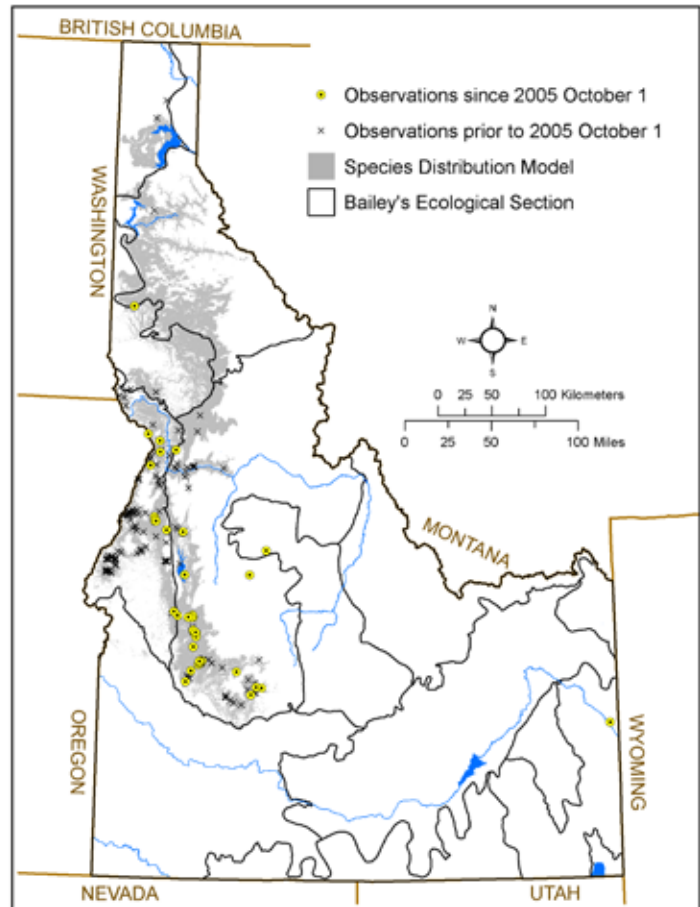 BRITISH COLUMBIA
Observations since 2005 October 1
Observations prior to 2005 October 1
Species Distribution Model
Bailey's Ecological Section
WASHINGTON
N
W E
S
0 25 50 100 Kilometers
0 25 50 100 Miles
MONTANA
OREGON
WYOMING
NEVADA
UTAH